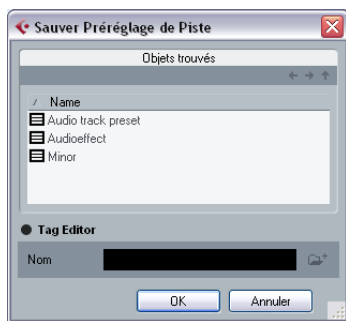 Sauver Préréglage de Piste
Objets trouvés
/ Name
Audio track preset
Audioeffect
Minor
Tag Editor
Nom
OK Annuler